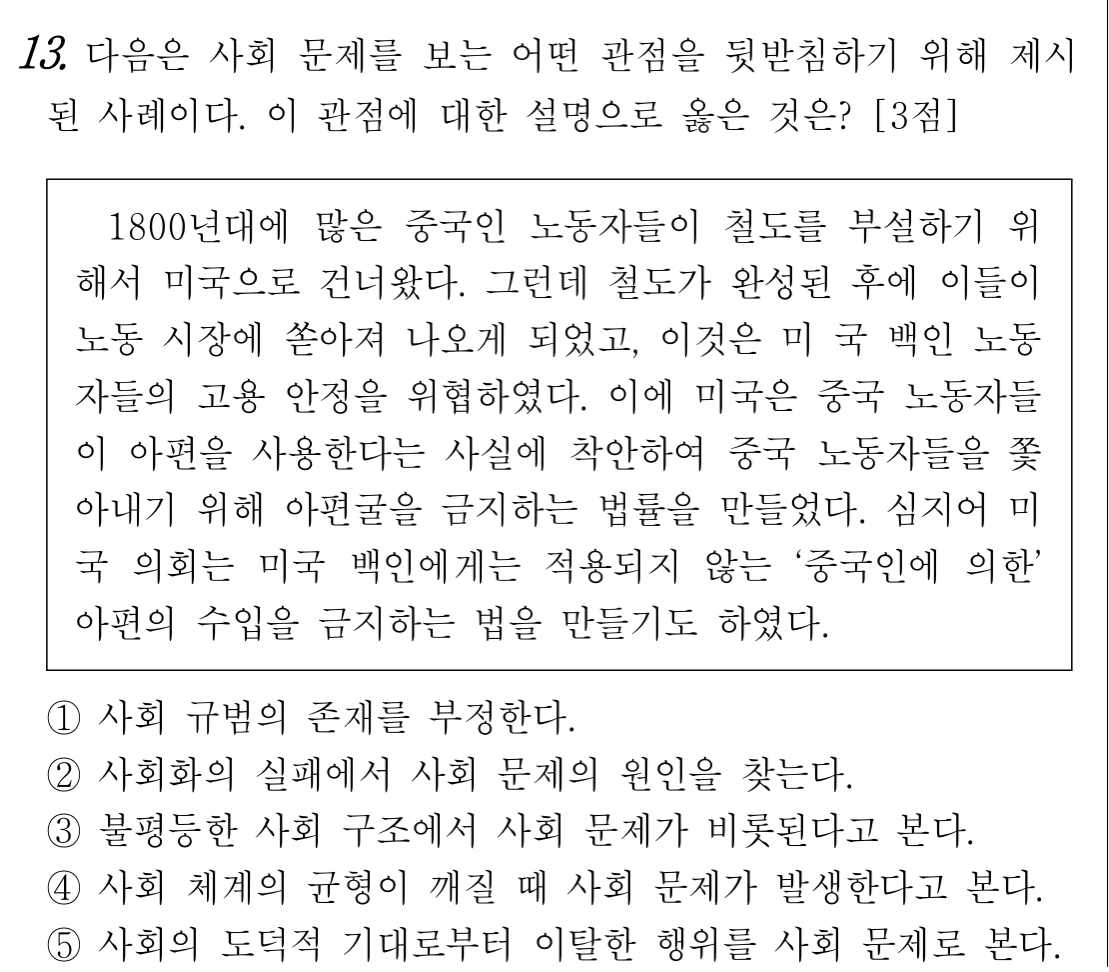 13. 다음은 사회 문제를 보는 어떤 관점을 뒷받침하기 위해 제시
된 사례이다. 이 관점에 대한 설명으로 옳은 것은? [3점]
1800년대에 많은 중국인 노동자들이 철도를 부설하기 위
해서 미국으로 건너왔다. 그런데 철도가 완성된 후에 이들이
노동 시장에 쏟아져 나오게 되었고, 이것은 미 국 백인 노동
자들의 고용 안정을 위협하였다. 이에 미국은 중국 노동자들
이 아편을 사용한다는 사실에 착안하여 중국 노동자들을 쫓
아내기 위해 아편굴을 금지하는 법률을 만들었다. 심지어 미
국 의회는 미국 백인에게는 적용되지 않는 ‘중국인에 의한’
아편의 수입을 금지하는 법을 만들기도 하였다.
① 사회 규범의 존재를 부정한다.
② 사회화의 실패에서 사회 문제의 원인을 찾는다.
③ 불평등한 사회 구조에서 사회 문제가 비롯된다고 본다.
④ 사회 체계의 균형이 깨질 때 사회 문제가 발생한다고 본다.
⑤ 사회의 도덕적 기대로부터 이탈한 행위를 사회 문제로 본다.